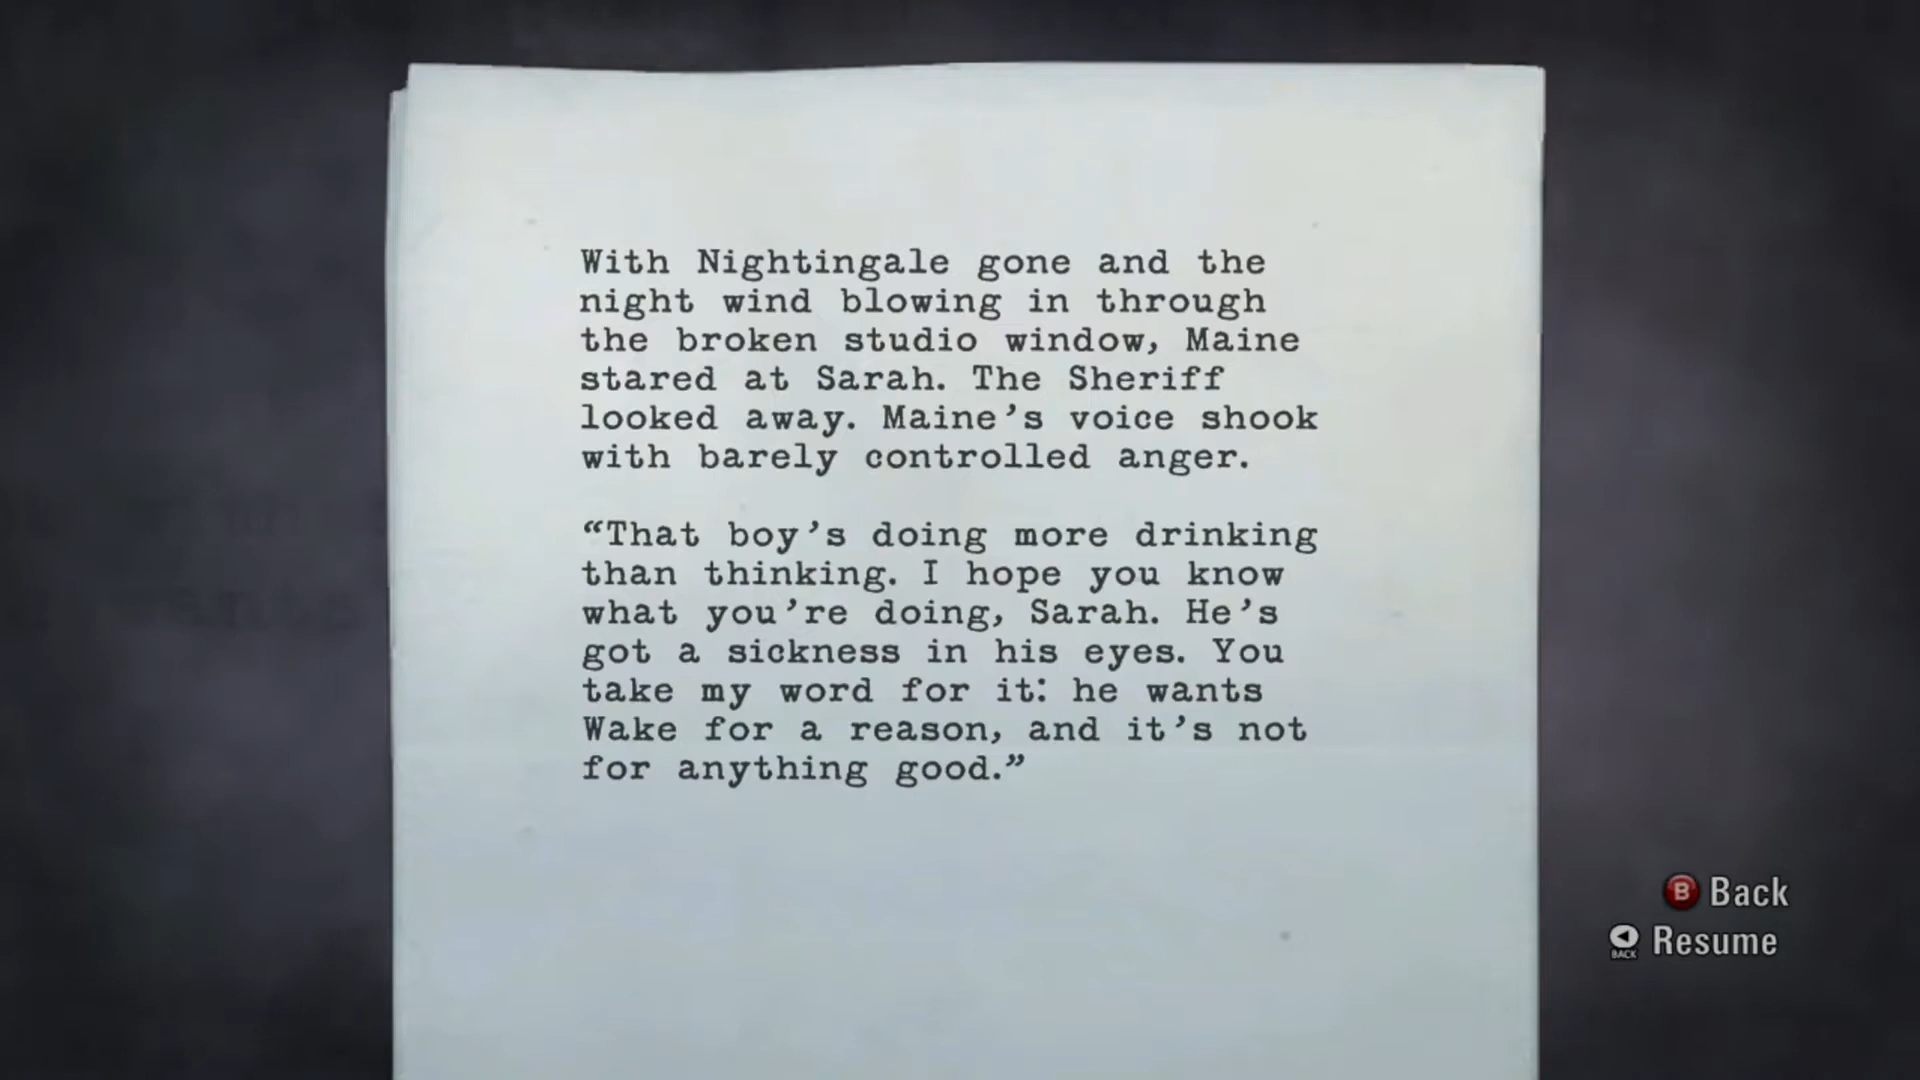 With Nightingale gone and the
night wind blowing in through
the broken studio window, Maine
stared at Sarah. The Sheriff
looked away. Maine’s voice shook
with barely controlled anger.
“That boy’s doing more drinking
than thinking. I hope you know
what you’re doing, Sarah. He’s
got a sickness in his eyes. You
take my word for it: he wants
Wake for a reason, and it’s not
for anything good.”
B Back
BACK Resume